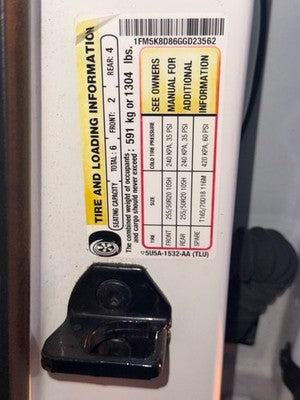 1FM5K8D86GGD23562
TIRE AND LOADING INFORMATION
SEATING CAPACITY TOTAL: 6 FRONT: 2 REAR: 4
The combined weight of occupants and cargo should never exceed: 591 kg or 1304 lbs.
TIRE SIZE COLD TIRE PRESSURE
FRONT 255/50R20 105H 240 KPA, 35 PSI
REAR 255/50R20 105H 240 KPA, 35 PSI
SPARE T165/70D18 116M 420 KPA, 60 PSI
SEE OWNERS
MANUAL FOR
ADDITIONAL
INFORMATION
5U5A-1532-AA (TLU)